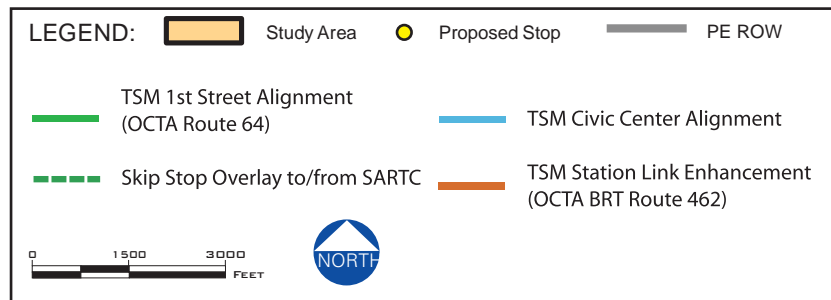 LEGEND: Study Area Proposed Stop PE ROW
TSM 1st Street Alignment
(OCTA Route 64)
TSM Civic Center Alignment
Skip Stop Overlay to/from SARTC
TSM Station Link Enhancement
(OCTA BRT Route 462)
0 1500 3000
FEET
NORTH